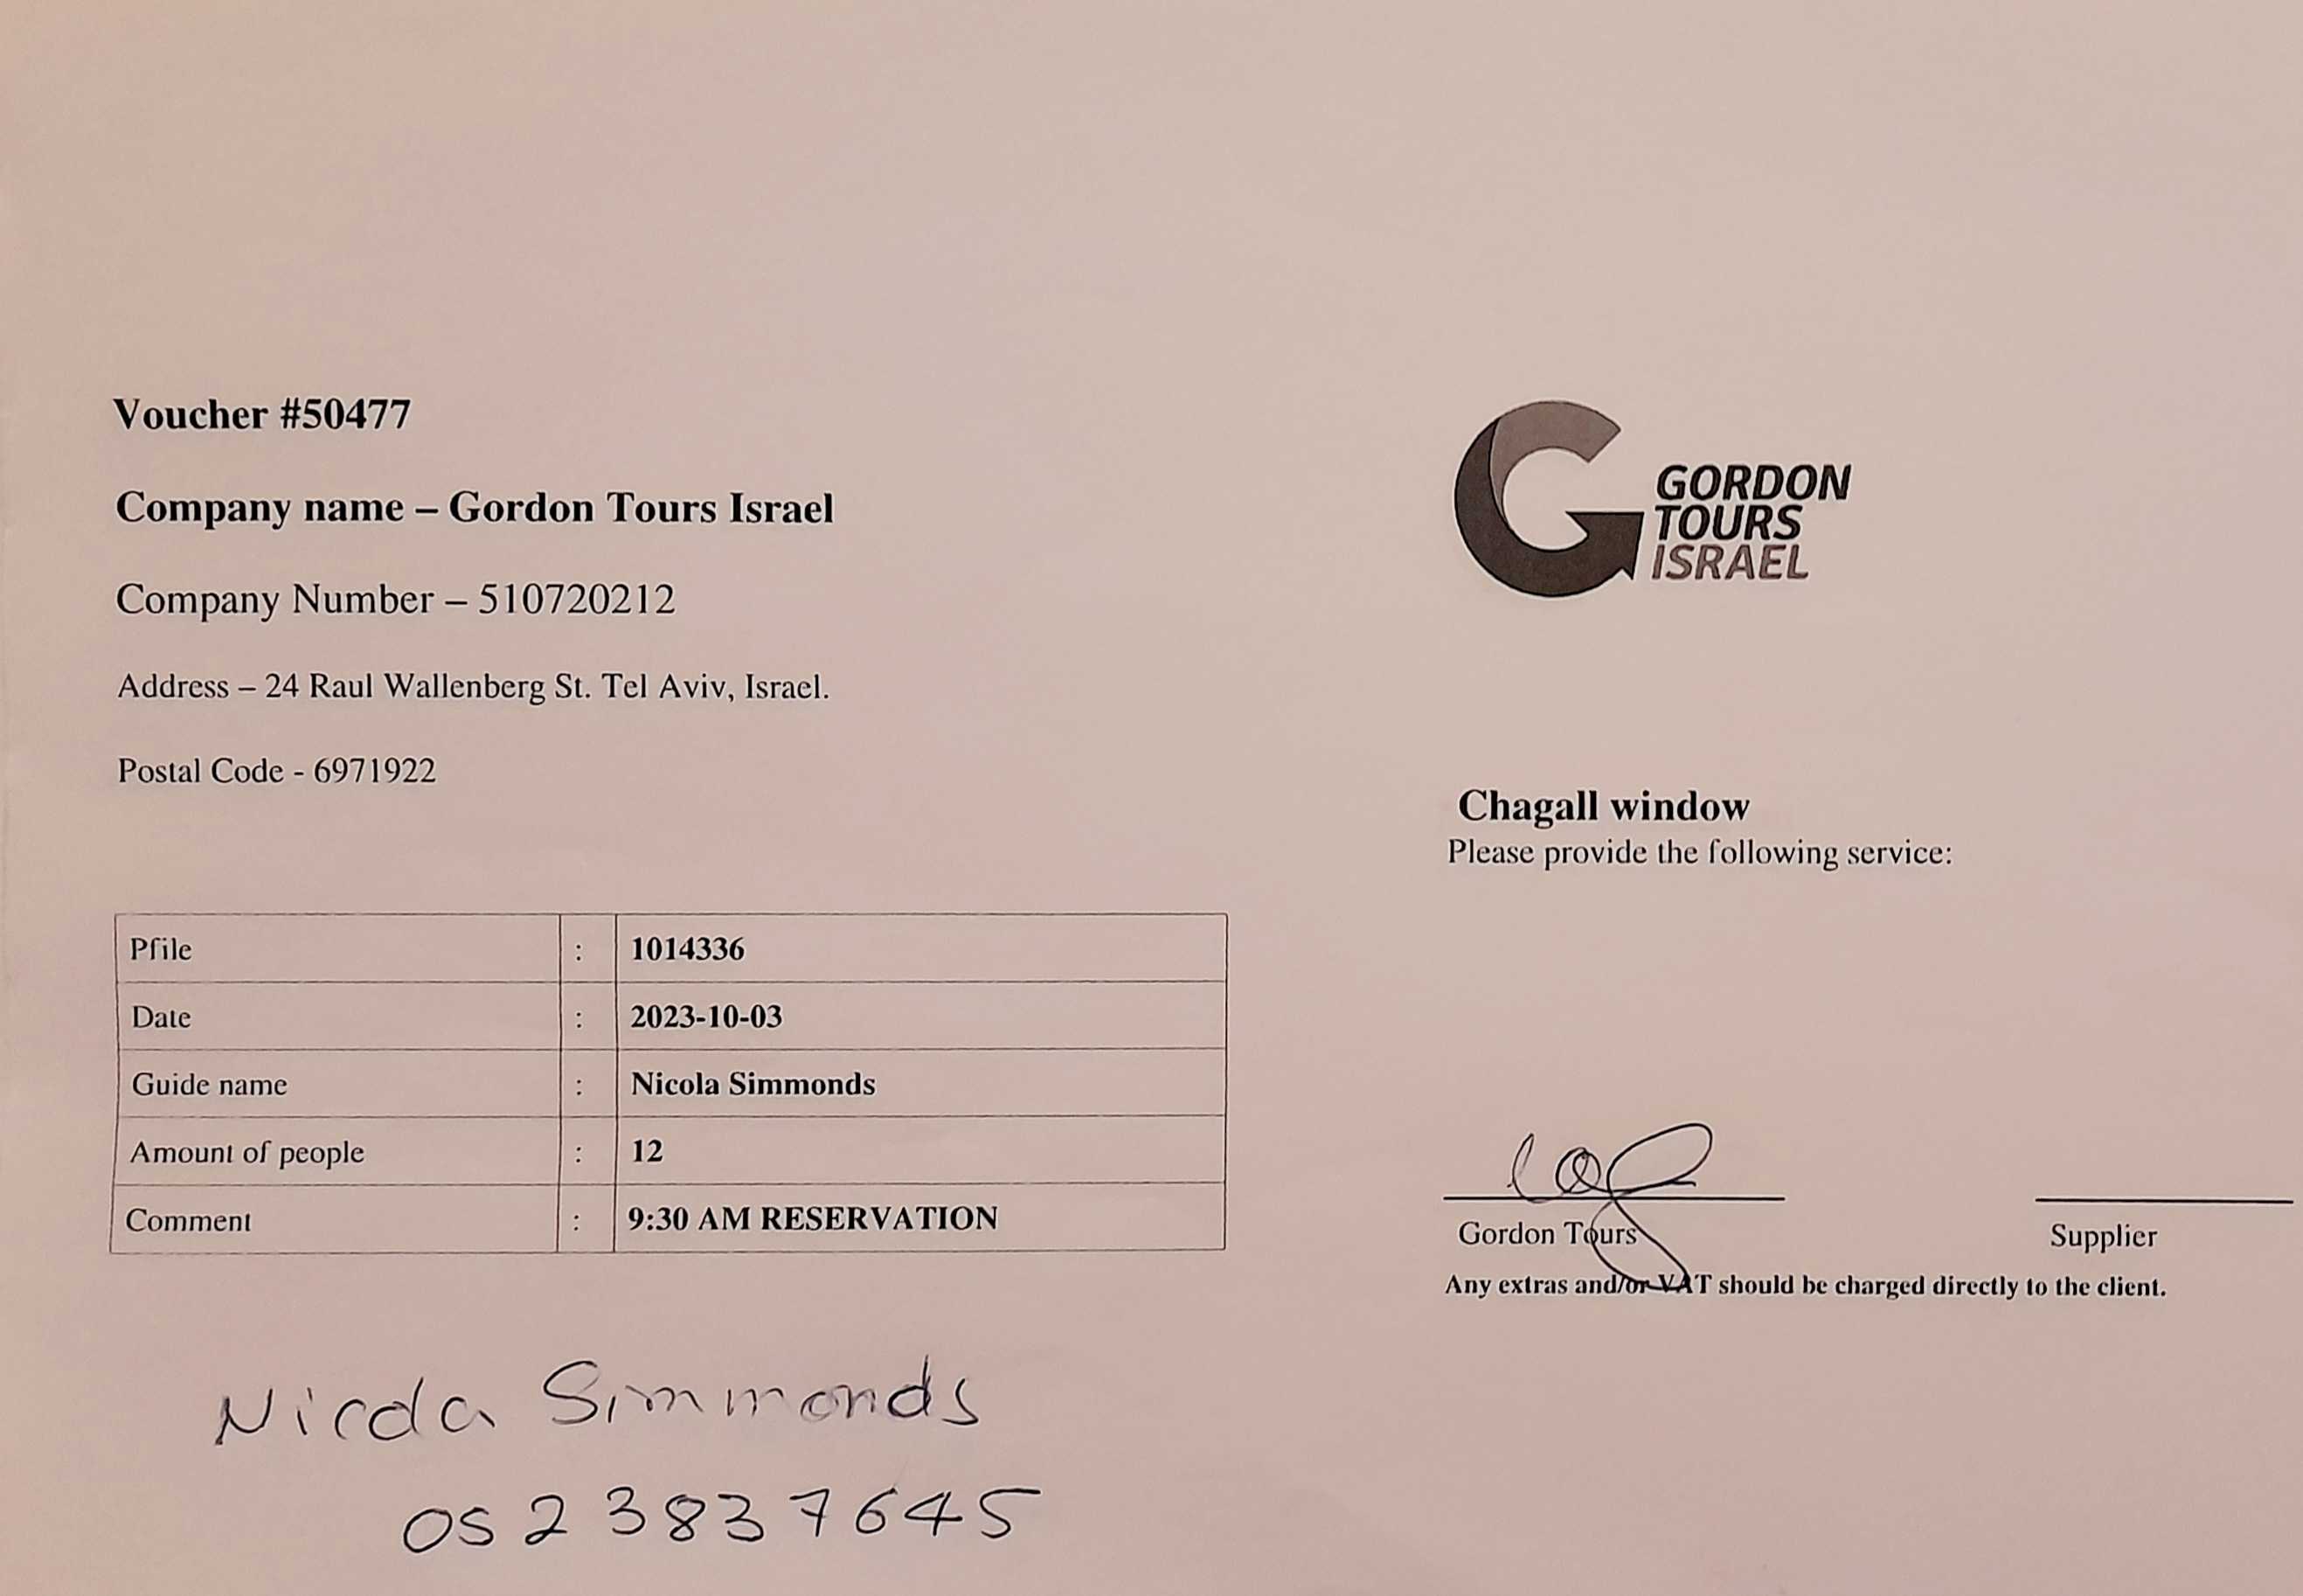 Voucher #50477
Company name – Gordon Tours Israel
Company Number – 510720212
Address – 24 Raul Wallenberg St. Tel Aviv, Israel.
Postal Code - 6971922
GORDON
TOURS
ISRAEL
Chagall window
Please provide the following service:
Pfile : 1014336
Date : 2023-10-03
Guide name : Nicola Simmonds
Amount of people : 12
Comment : 9:30 AM RESERVATION
Gordon Tours
Supplier
Any extras and/or VAT should be charged directly to the client.
Nicola Simmonds
052 3837645